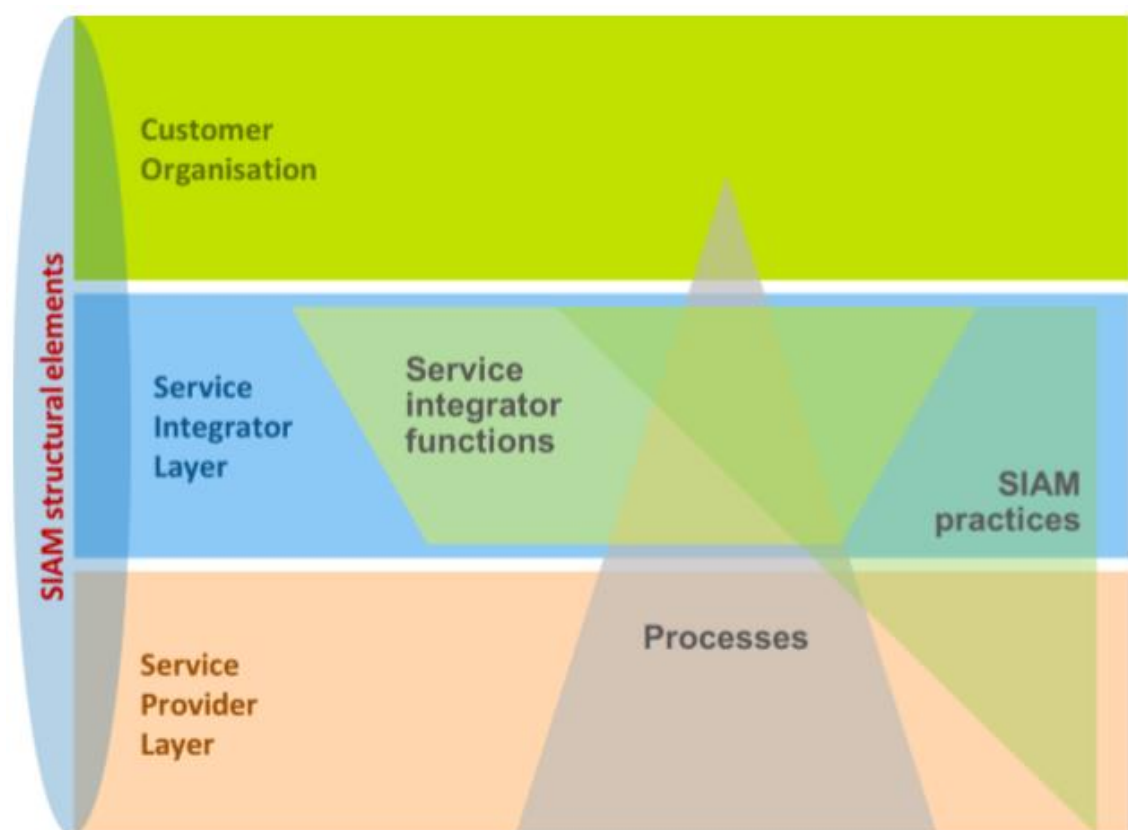 SIAM structural elements
Customer
Organisation
Service
Integrator
Layer
Service
integrator
functions
SIAM
practices
Processes
Service
Provider
Layer